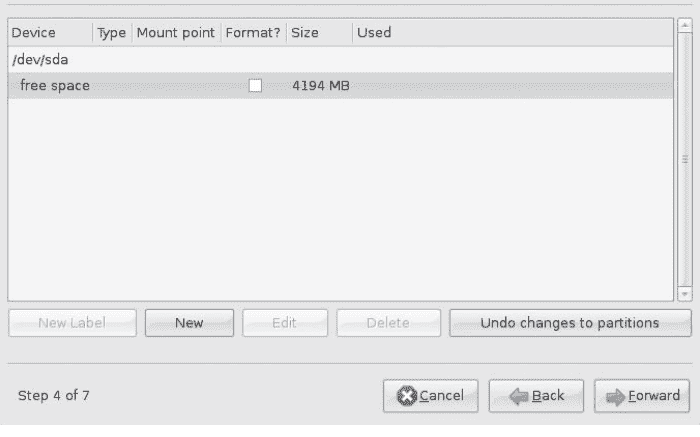 Device Type Mount point Format? Size Used
/dev/sda
free space 4194 MB
New Label New Edit Delete Undo changes to partitions
Step 4 of 7 Cancel Back Forward